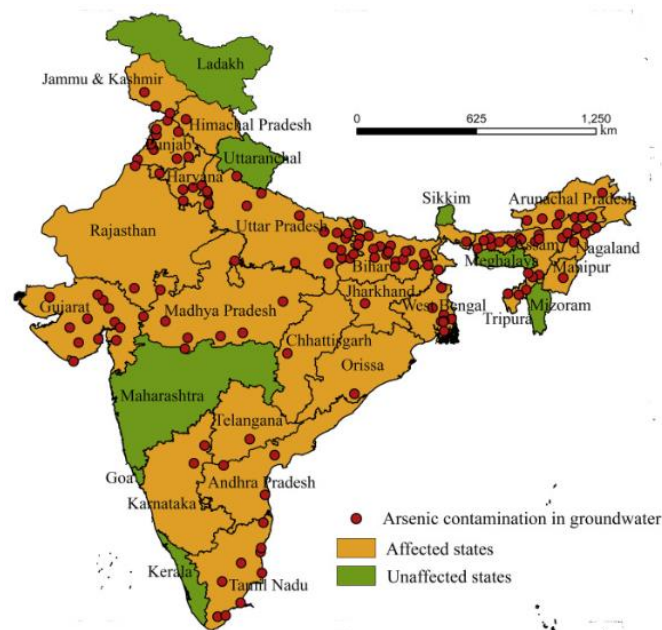 Ladakh
Jammu & Kashmir
0 625 1,250
km
Himachal Pradesh
Punjab
Uttaranchal
Haryana
Sikkim
Arupachal Pradesh
Rajasthan
Uttar Pradesh
Assam
Nagaland
Bihar
Meghalaya
Manipur
Gujarat
Jharkhand
Madhya Pradesh
West Bengal
Mizoram
Tripura
Chhattisgarh
Orissa
Maharashtra
Telangana
Goa
Andhra Pradesh
Karnataka
Arsenic contamination in groundwater
Affected states
Kerala
Unaffected states
Tamil Nadu